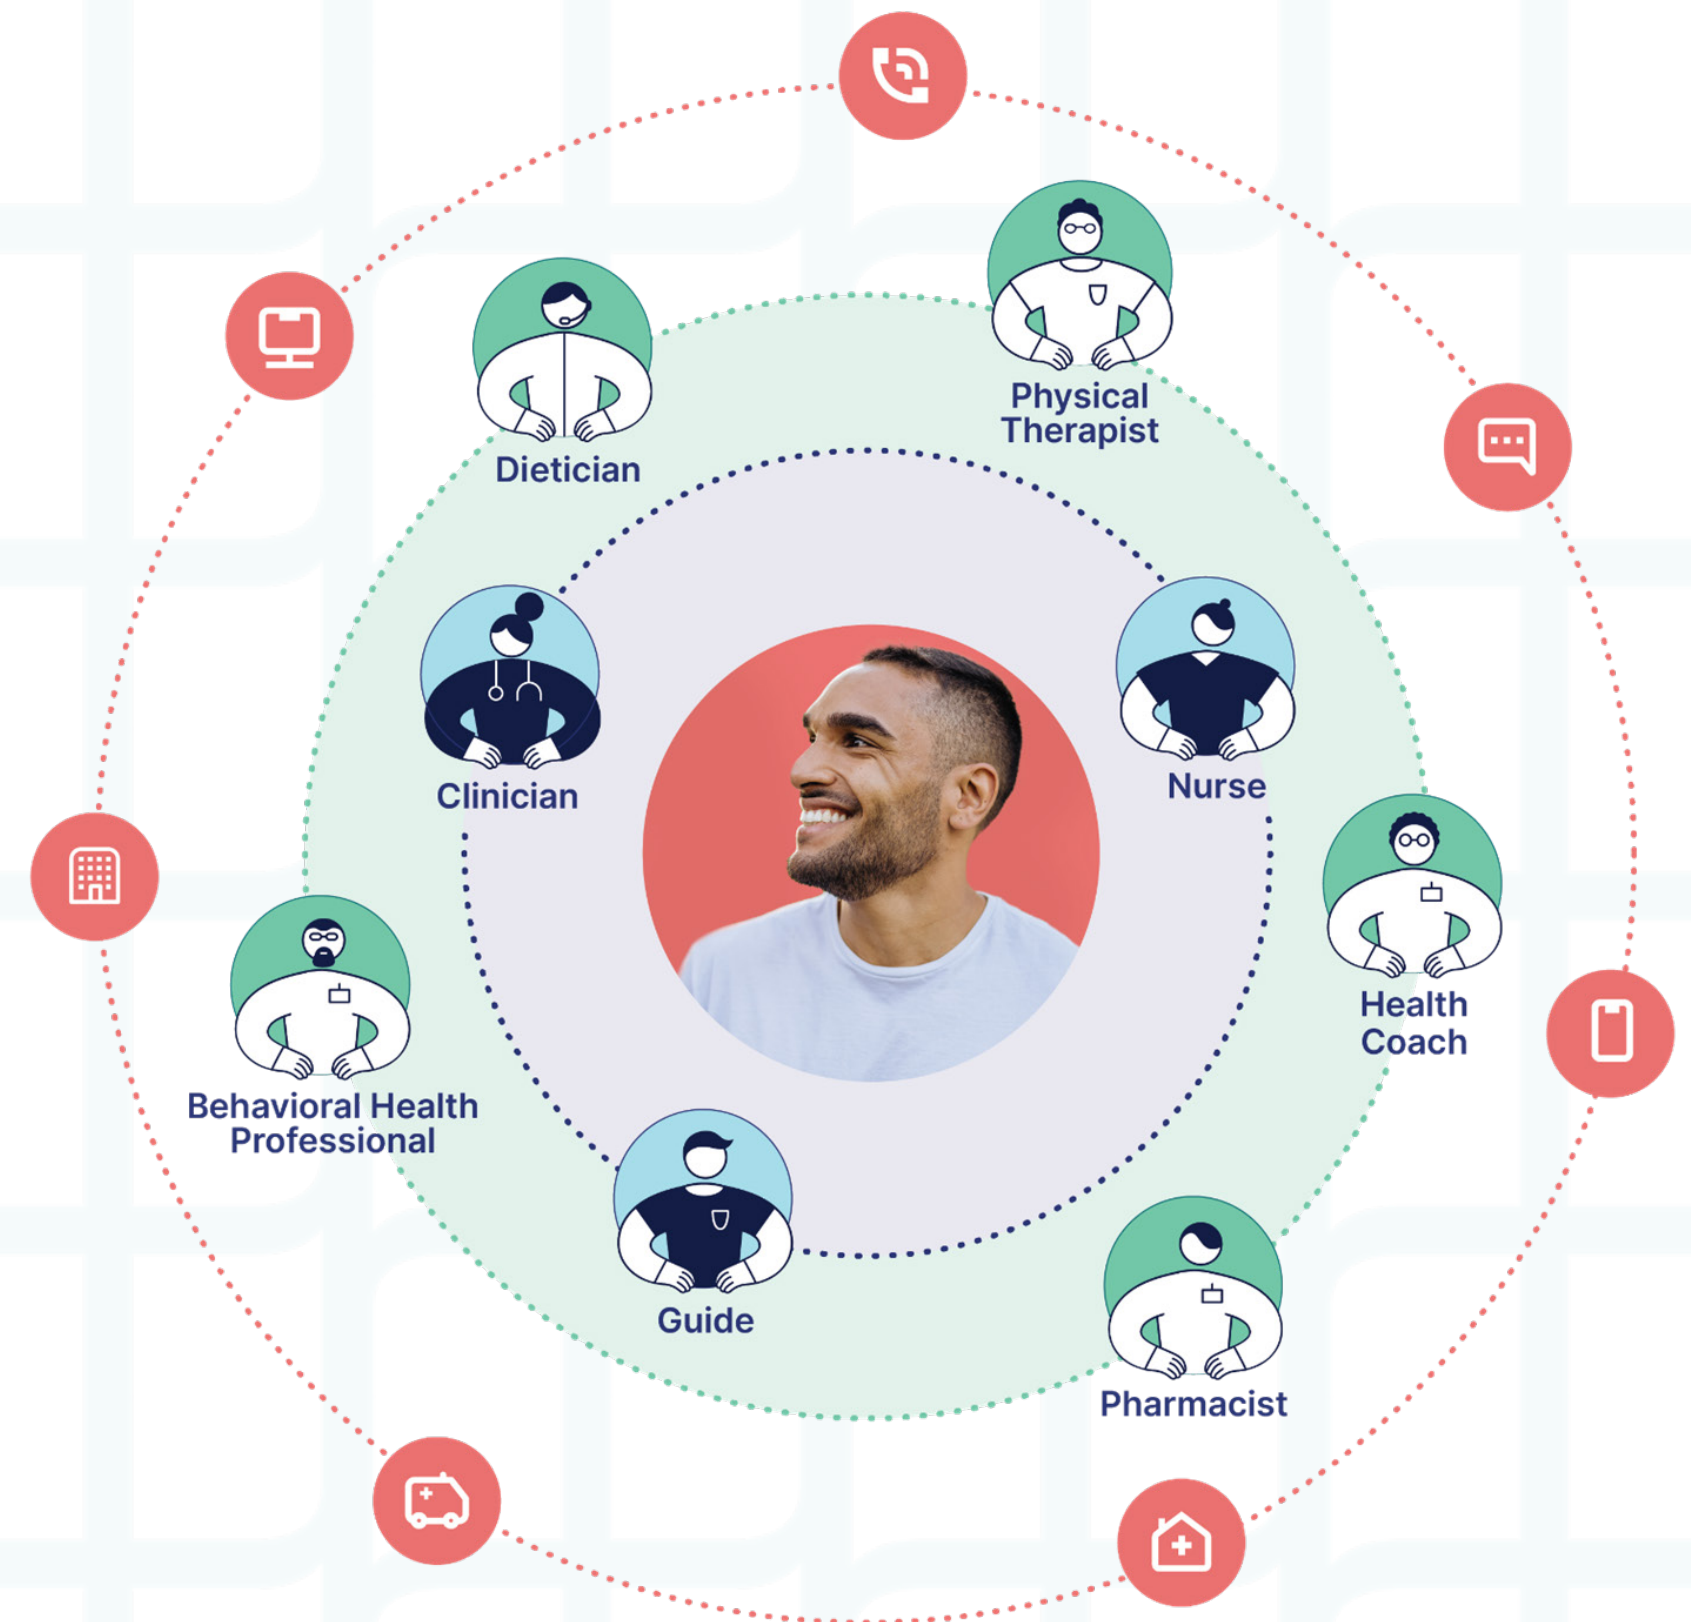 Physical
Therapist
Dietician
Clinician
Nurse
Health
Coach
Behavioral Health
Professional
Guide
Pharmacist